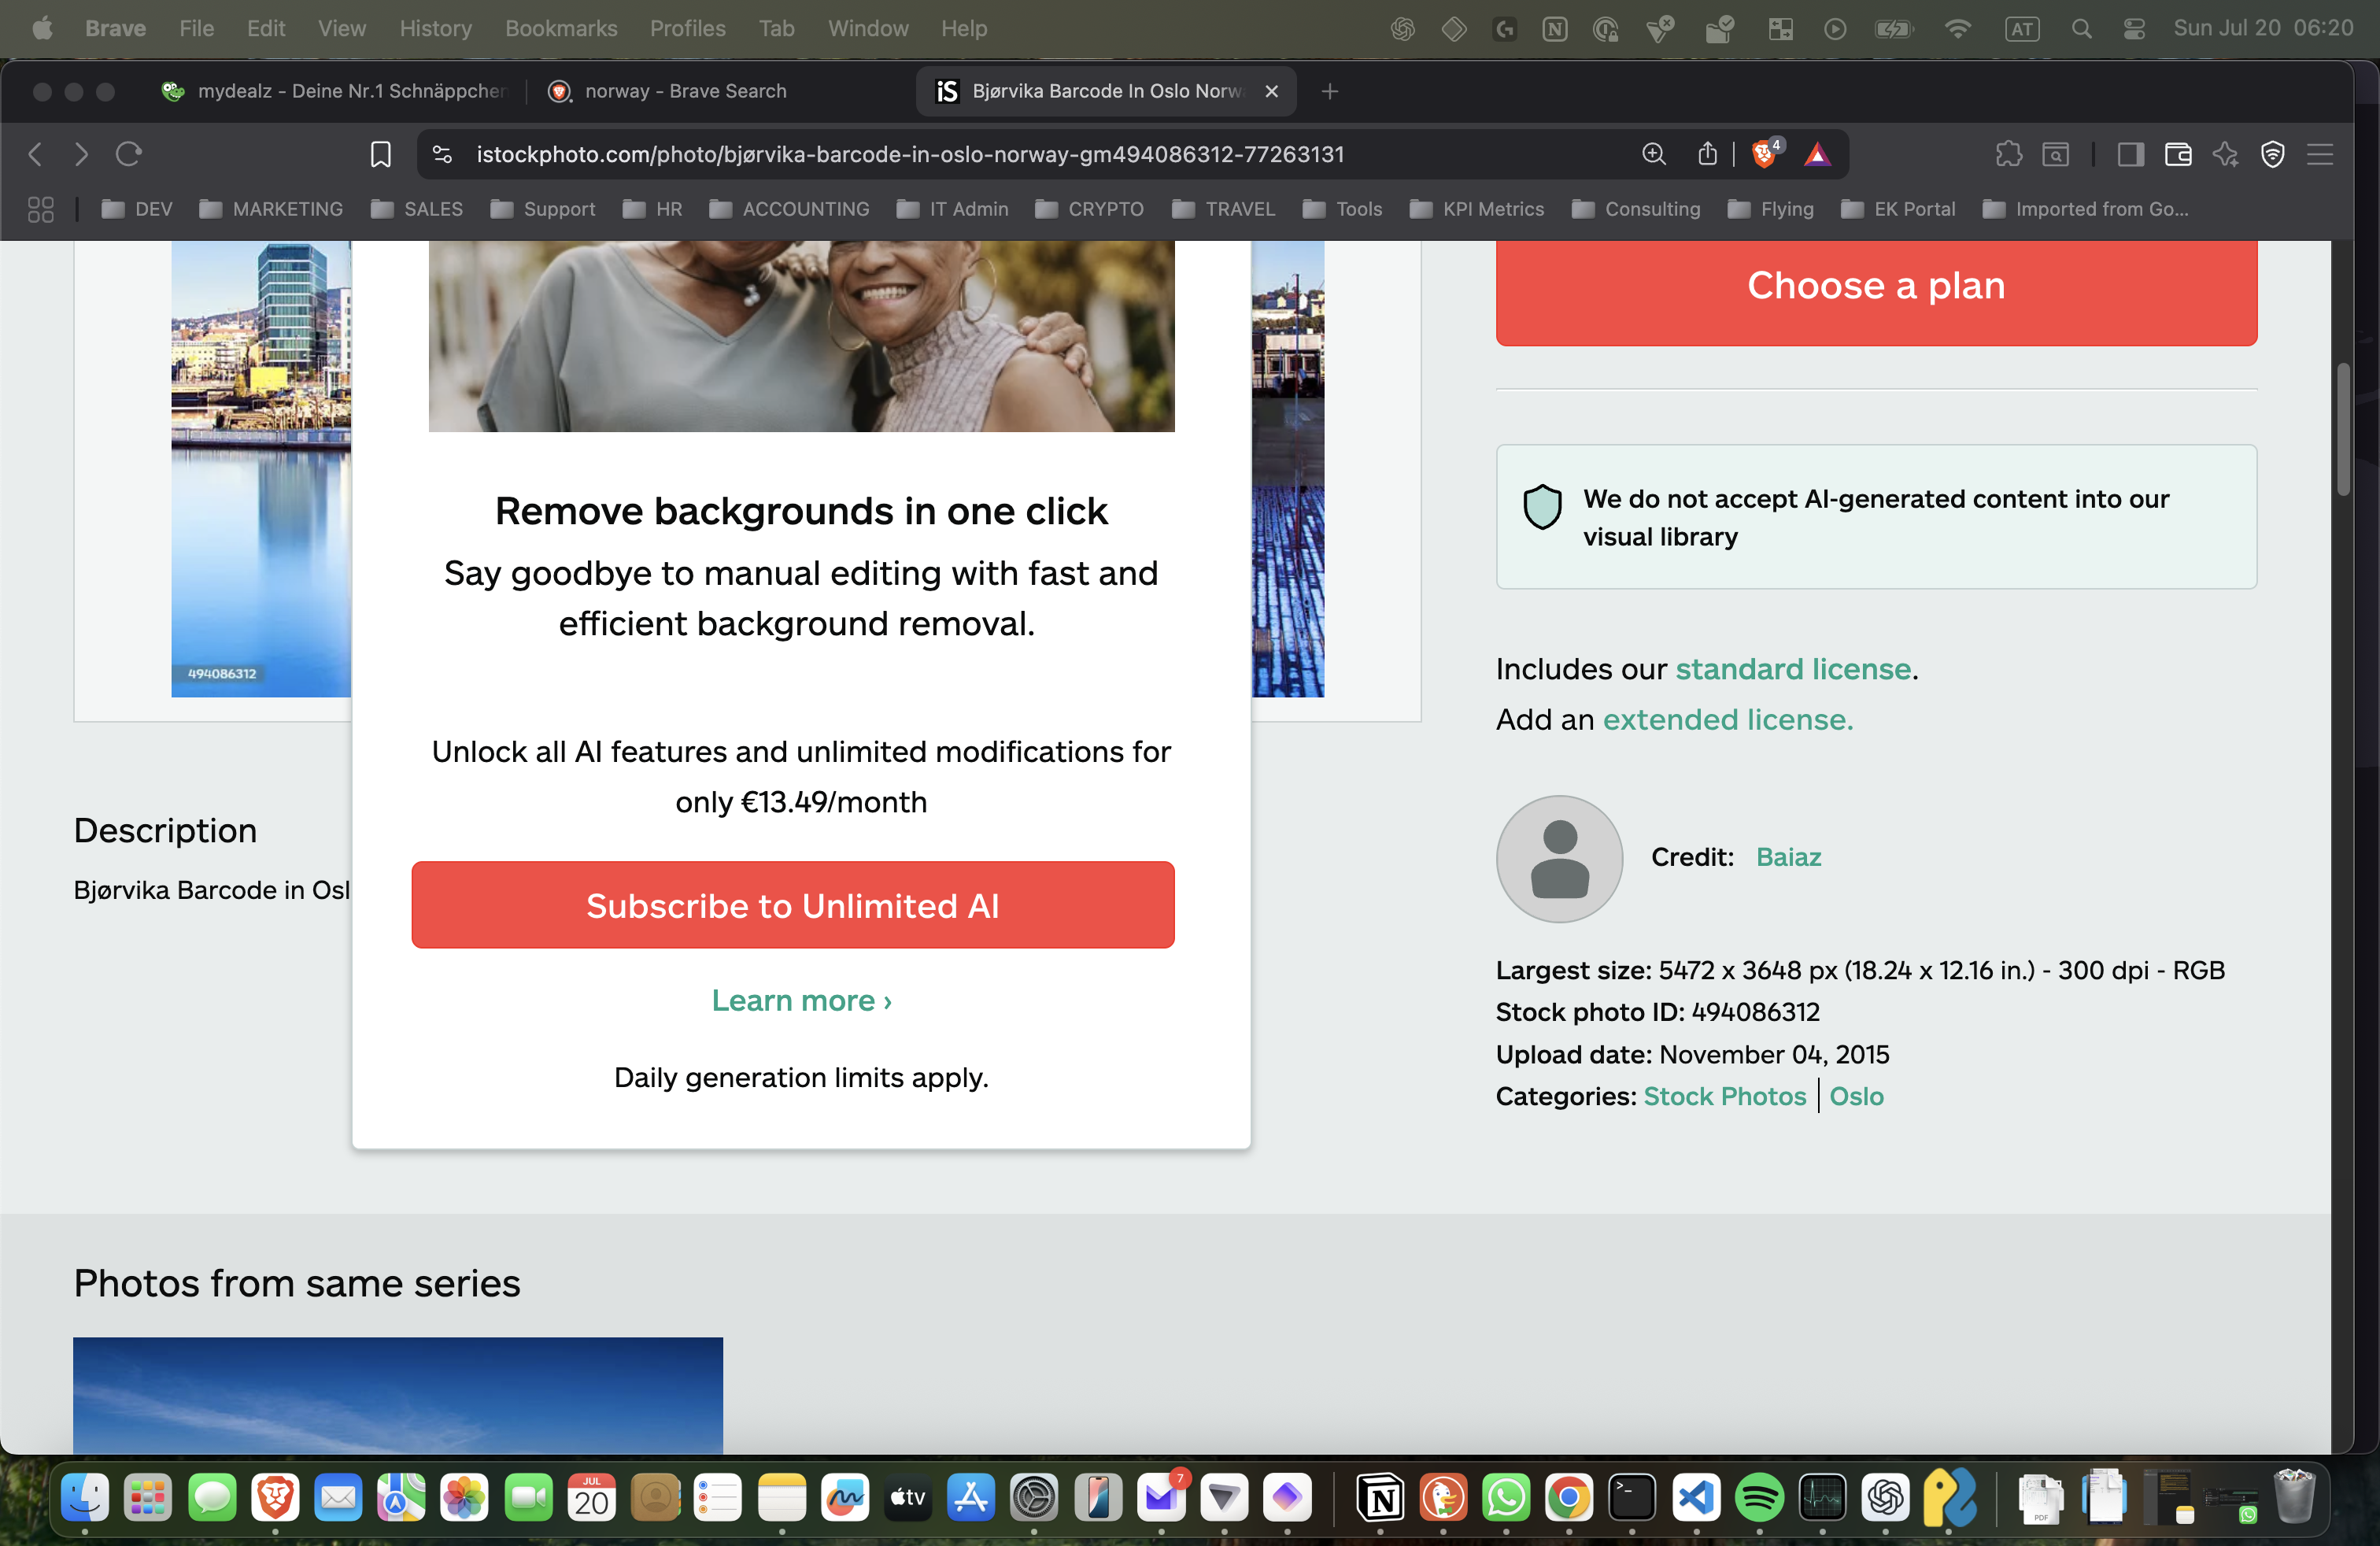 Brave File Edit View History Bookmarks Profiles Tab Window Help AT Sun Jul 20 06:20
mydealz - Deine Nr.1 Schnäppchen norway - Brave Search iS Bjørvika Barcode In Oslo Norw
istockphoto.com/photo/bjørvika-barcode-in-oslo-norway-gm494086312-77263131 4
DEV MARKETING SALES Support HR ACCOUNTING IT Admin CRYPTO TRAVEL Tools KPI Metrics Consulting Flying EK Portal Imported from Go...
494086312
Remove backgrounds in one click
Say goodbye to manual editing with fast and
efficient background removal.
Unlock all AI features and unlimited modifications for
only €13.49/month
Subscribe to Unlimited AI
Learn more ›
Daily generation limits apply.
Description
Bjørvika Barcode in Osl
Choose a plan
We do not accept AI-generated content into our
visual library
Includes our standard license.
Add an extended license.
Credit: Baiaz
Largest size: 5472 x 3648 px (18.24 x 12.16 in.) - 300 dpi - RGB
Stock photo ID: 494086312
Upload date: November 04, 2015
Categories: Stock Photos | Oslo
Photos from same series
JUL
20
tv
7
PDF